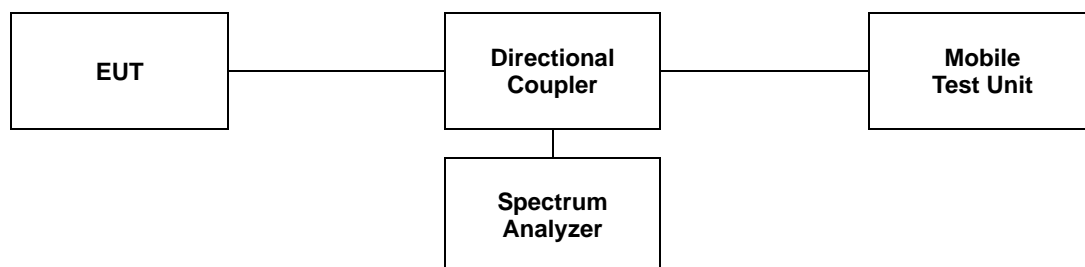 EUT
Directional
Coupler
Mobile
Test Unit
Spectrum
Analyzer